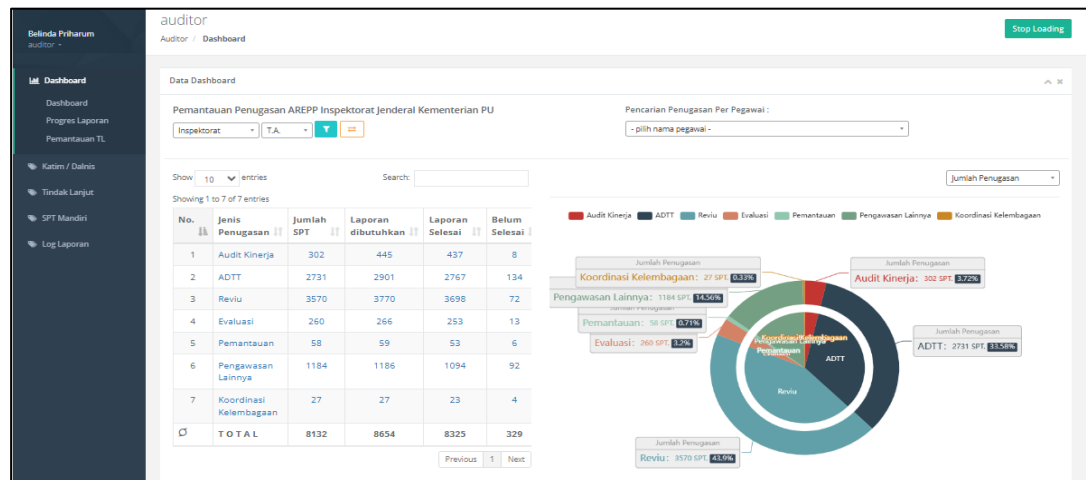 Belinda Priharum
auditor
Dashboard
Dashboard
Progres Laporan
Pemantauan TL
Katim / Dalnis
Tindak Lanjut
SPT Mandiri
Log Laporan
auditor
Auditor / Dashboard
Stop Loading
Data Dashboard
Pemantauan Penugasan AREPP Inspektorat Jenderal Kementerian PU
Inspektorat T.A.
Pencarian Penugasan Per Pegawai :
- pilih nama pegawai -
Show 10 entries Search:
Showing 1 to 7 of 7 entries
No. Jenis Penugasan Jumlah SPT Laporan dibutuhkan Laporan Selesai Belum Selesai
1 Audit Kinerja 302 445 437 8
2 ADTT 2731 2901 2767 134
3 Reviu 3570 3770 3698 72
4 Evaluasi 260 266 253 13
5 Pemantauan 58 59 53 6
6 Pengawasan Lainnya 1184 1186 1094 92
7 Koordinasi Kelembagaan 27 27 23 4
T O T A L 8132 8654 8325 329
Previous 1 Next
Jumlah Penugasan
Audit Kinerja ADTT Reviu Evaluasi Pemantauan Pengawasan Lainnya Koordinasi Kelembagaan
Jumlah Penugasan
Koordinasi Kelembagaan: 27 SPT. 0.33%
Jumlah Penugasan
Audit Kinerja: 302 SPT. 3.72%
Pengawasan Lainnya: 1184 SPT. 14.56%
Jumlah Penugasan
Pemantauan: 58 SPT. 0.71%
Evaluasi: 260 SPT. 3.2%
Jumlah Penugasan
ADTT: 2731 SPT. 33.58%
Koordinasi Kelembagaan
Pengawasan Lainnya
Pemantauan
ADTT
Reviu
Jumlah Penugasan
Reviu: 3570 SPT. 43.9%